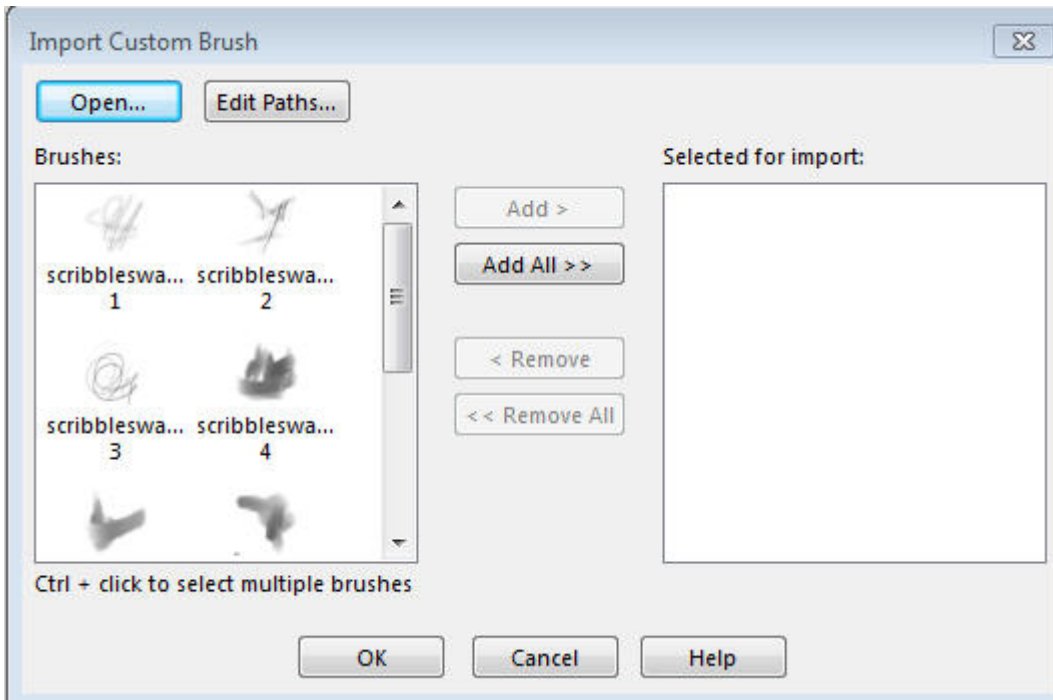 Import Custom Brush
Open... Edit Paths...
Brushes: Selected for import:
Add >
scribbleswa... scribbleswa...
1 2
Add All >>
< Remove
<< Remove All
scribbleswa... scribbleswa...
3 4
Ctrl + click to select multiple brushes
OK Cancel Help